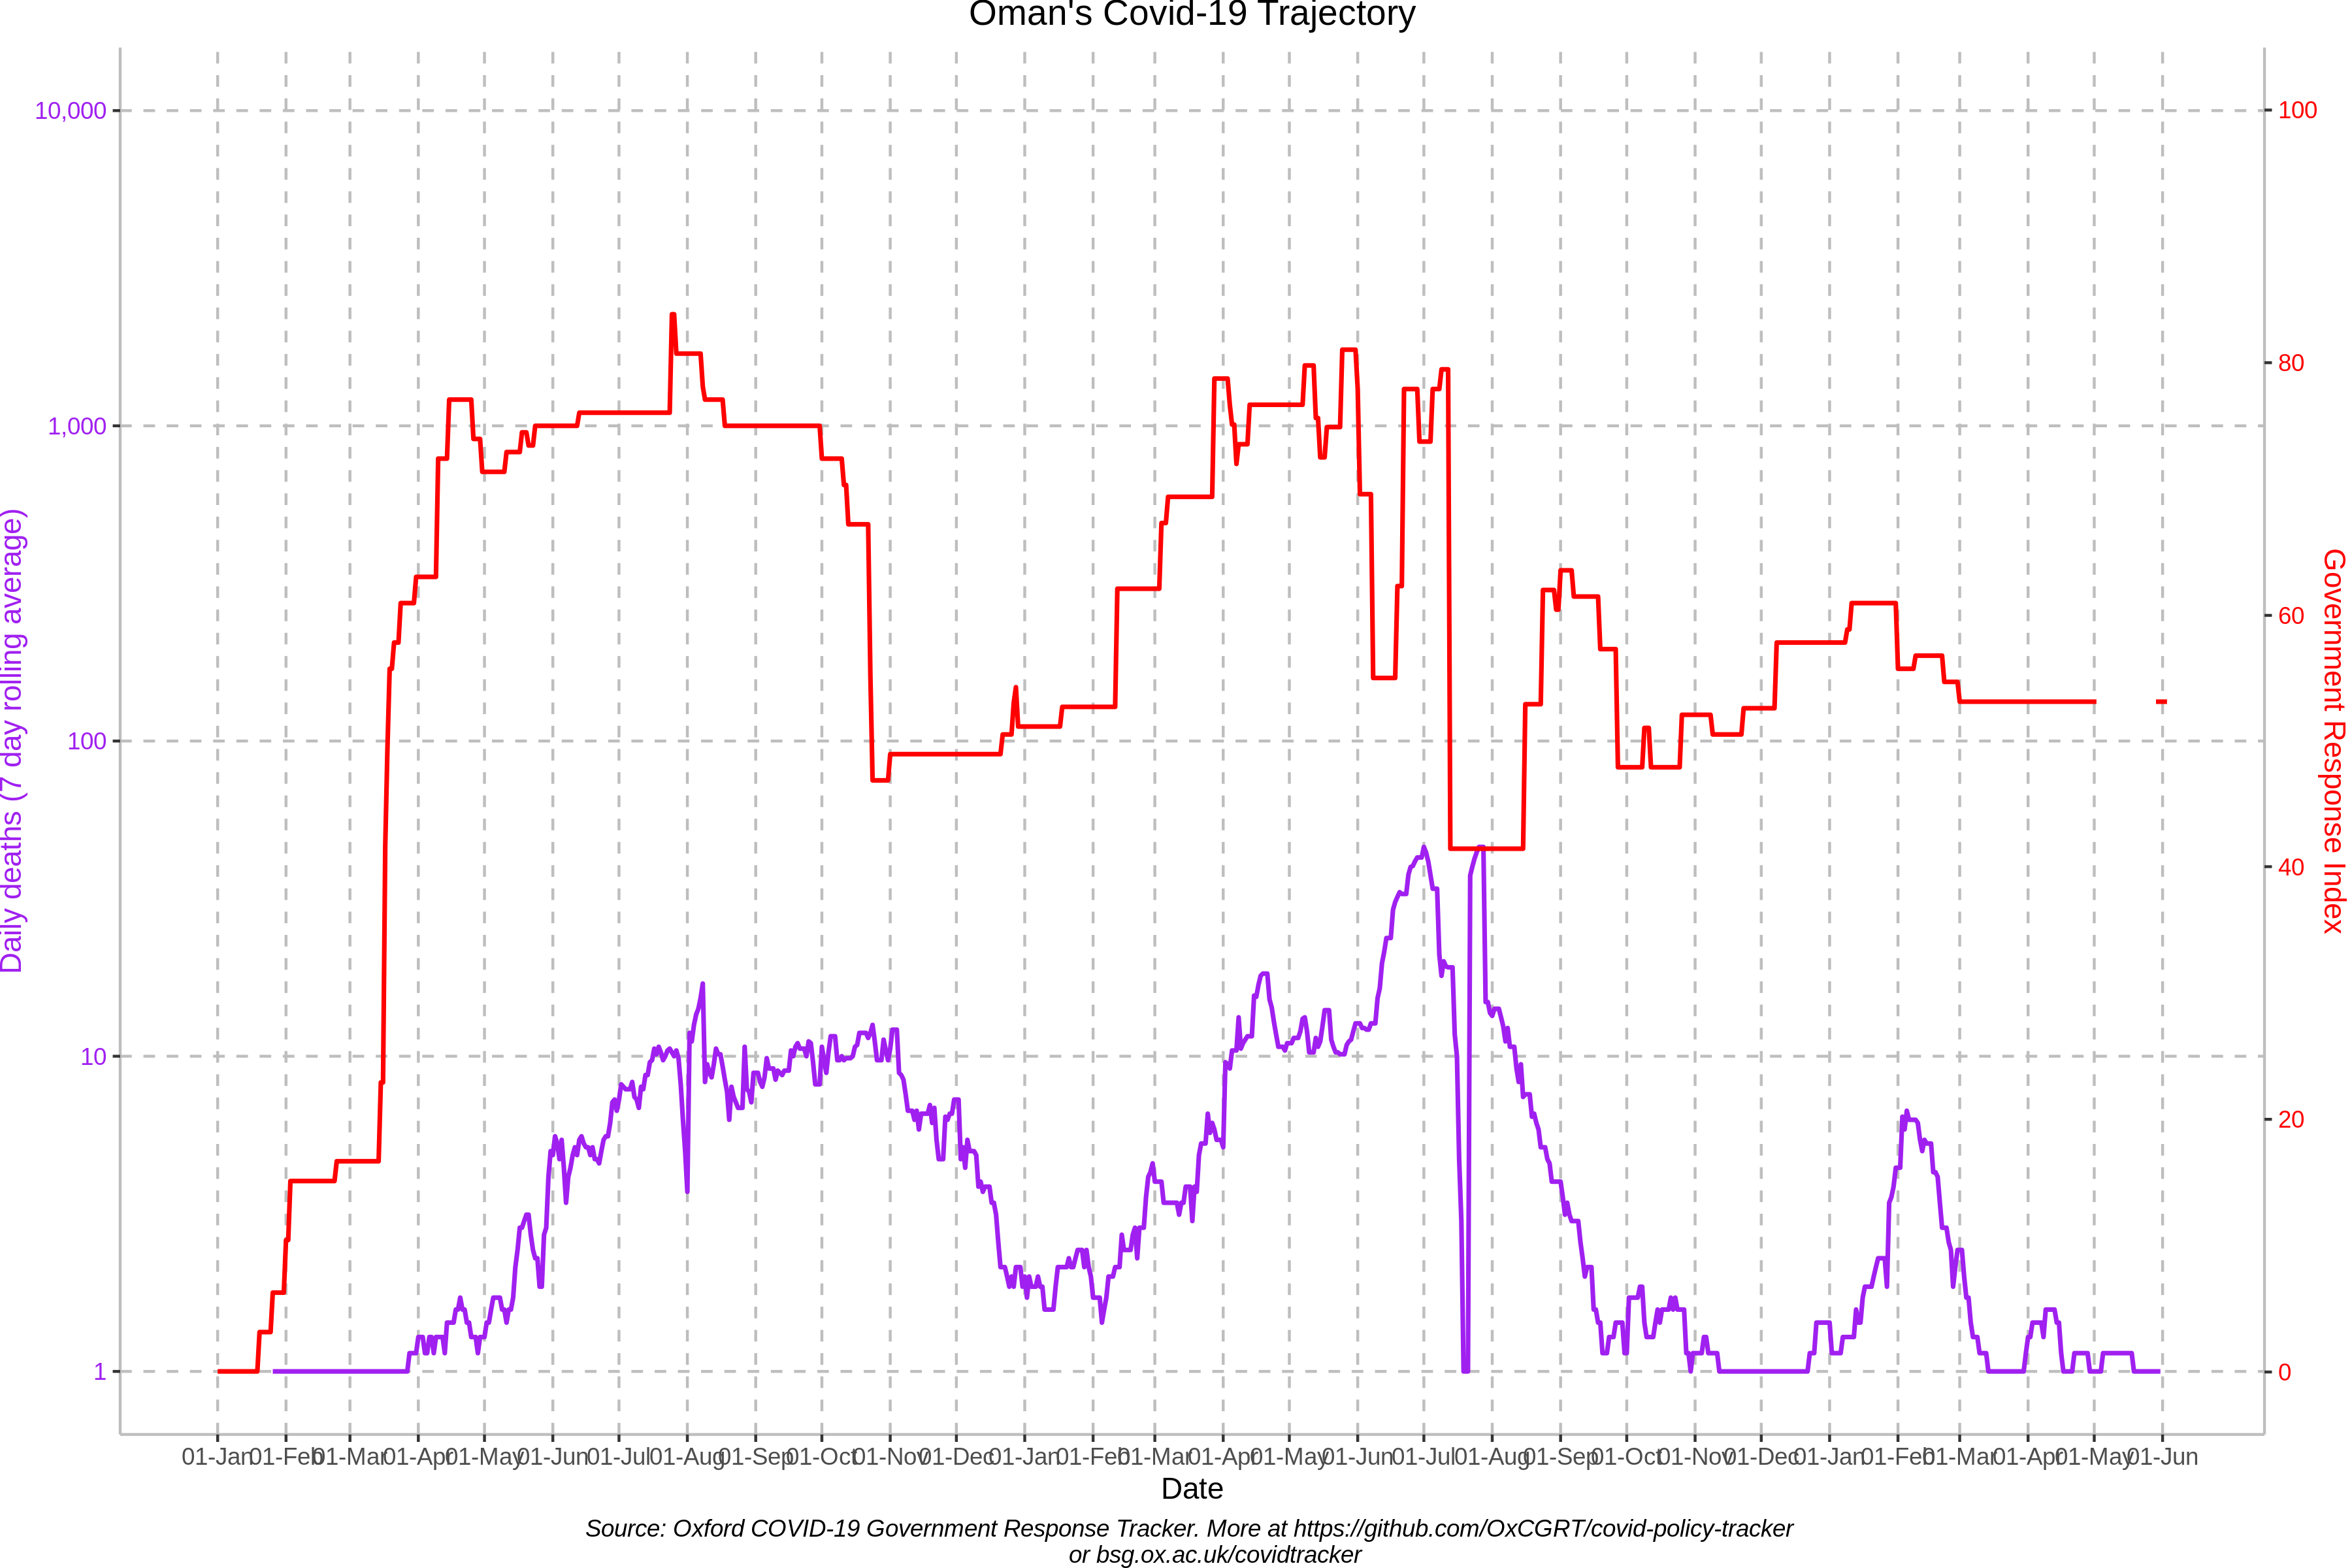 Oman's Covid-19 Trajectory
10,000
1,000
100
10
1
Daily deaths (7 day rolling average)
100
80
60
40
20
0
Government Response Index
01-Jan 01-Feb 01-Mar 01-Apr 01-May 01-Jun 01-Jul 01-Aug 01-Sep 01-Oct 01-Nov 01-Dec 01-Jan 01-Feb 01-Mar 01-Apr 01-May 01-Jun 01-Jul 01-Aug 01-Sep 01-Oct 01-Nov 01-Dec 01-Jan 01-Feb 01-Mar 01-Apr 01-May 01-Jun
Date
Source: Oxford COVID-19 Government Response Tracker. More at https://github.com/OxCGRT/covid-policy-tracker
or bsg.ox.ac.uk/covidtracker